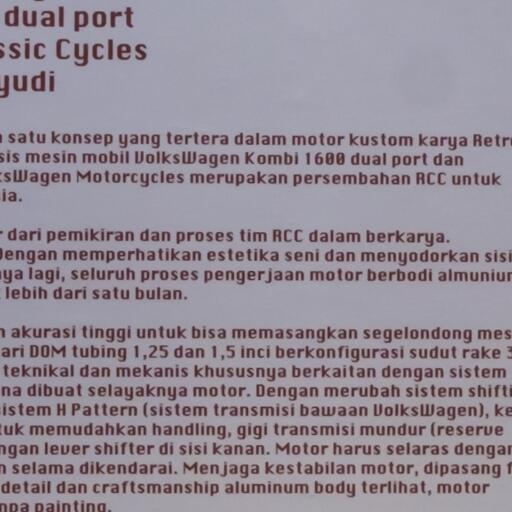 dual port
ssic Cycles
yudi
satu konsep yang tertera dalam motor kustom karya Retr
sis mesin mobil VolksWagen Kombi 1600 dual port dan
ksWagen Motorcycles merupakan persembahan RCC untuk
ia.
dari pemikiran dan proses tim RCC dalam berkarya.
Dengan memperhatikan estetika seni dan menyodorkan sisi
nya lagi, seluruh proses pengerjaan motor berbodi almuniun
lebih dari satu bulan.
n akurasi tinggi untuk bisa memasangkan segelondong mes
ari DOM tubing 1,25 dan 1,5 inci berkonfigurasi sudut rake 3
teknikal dan mekanis khususnya berkaitan dengan sistem
na dibuat selayaknya motor. Dengan merubah sistem shifti
sistem H Pattern (sistem transmisi bawaan VolksWagen), ke
tuk memudahkan handling, gigi transmisi mundur (reserve
ngan lever shifter di sisi kanan. Motor harus selaras dengan
n selama dikendarai. Menjaga kestabilan motor, dipasang f
detail dan craftsmanship aluminum body terlihat, motor
npa painting.